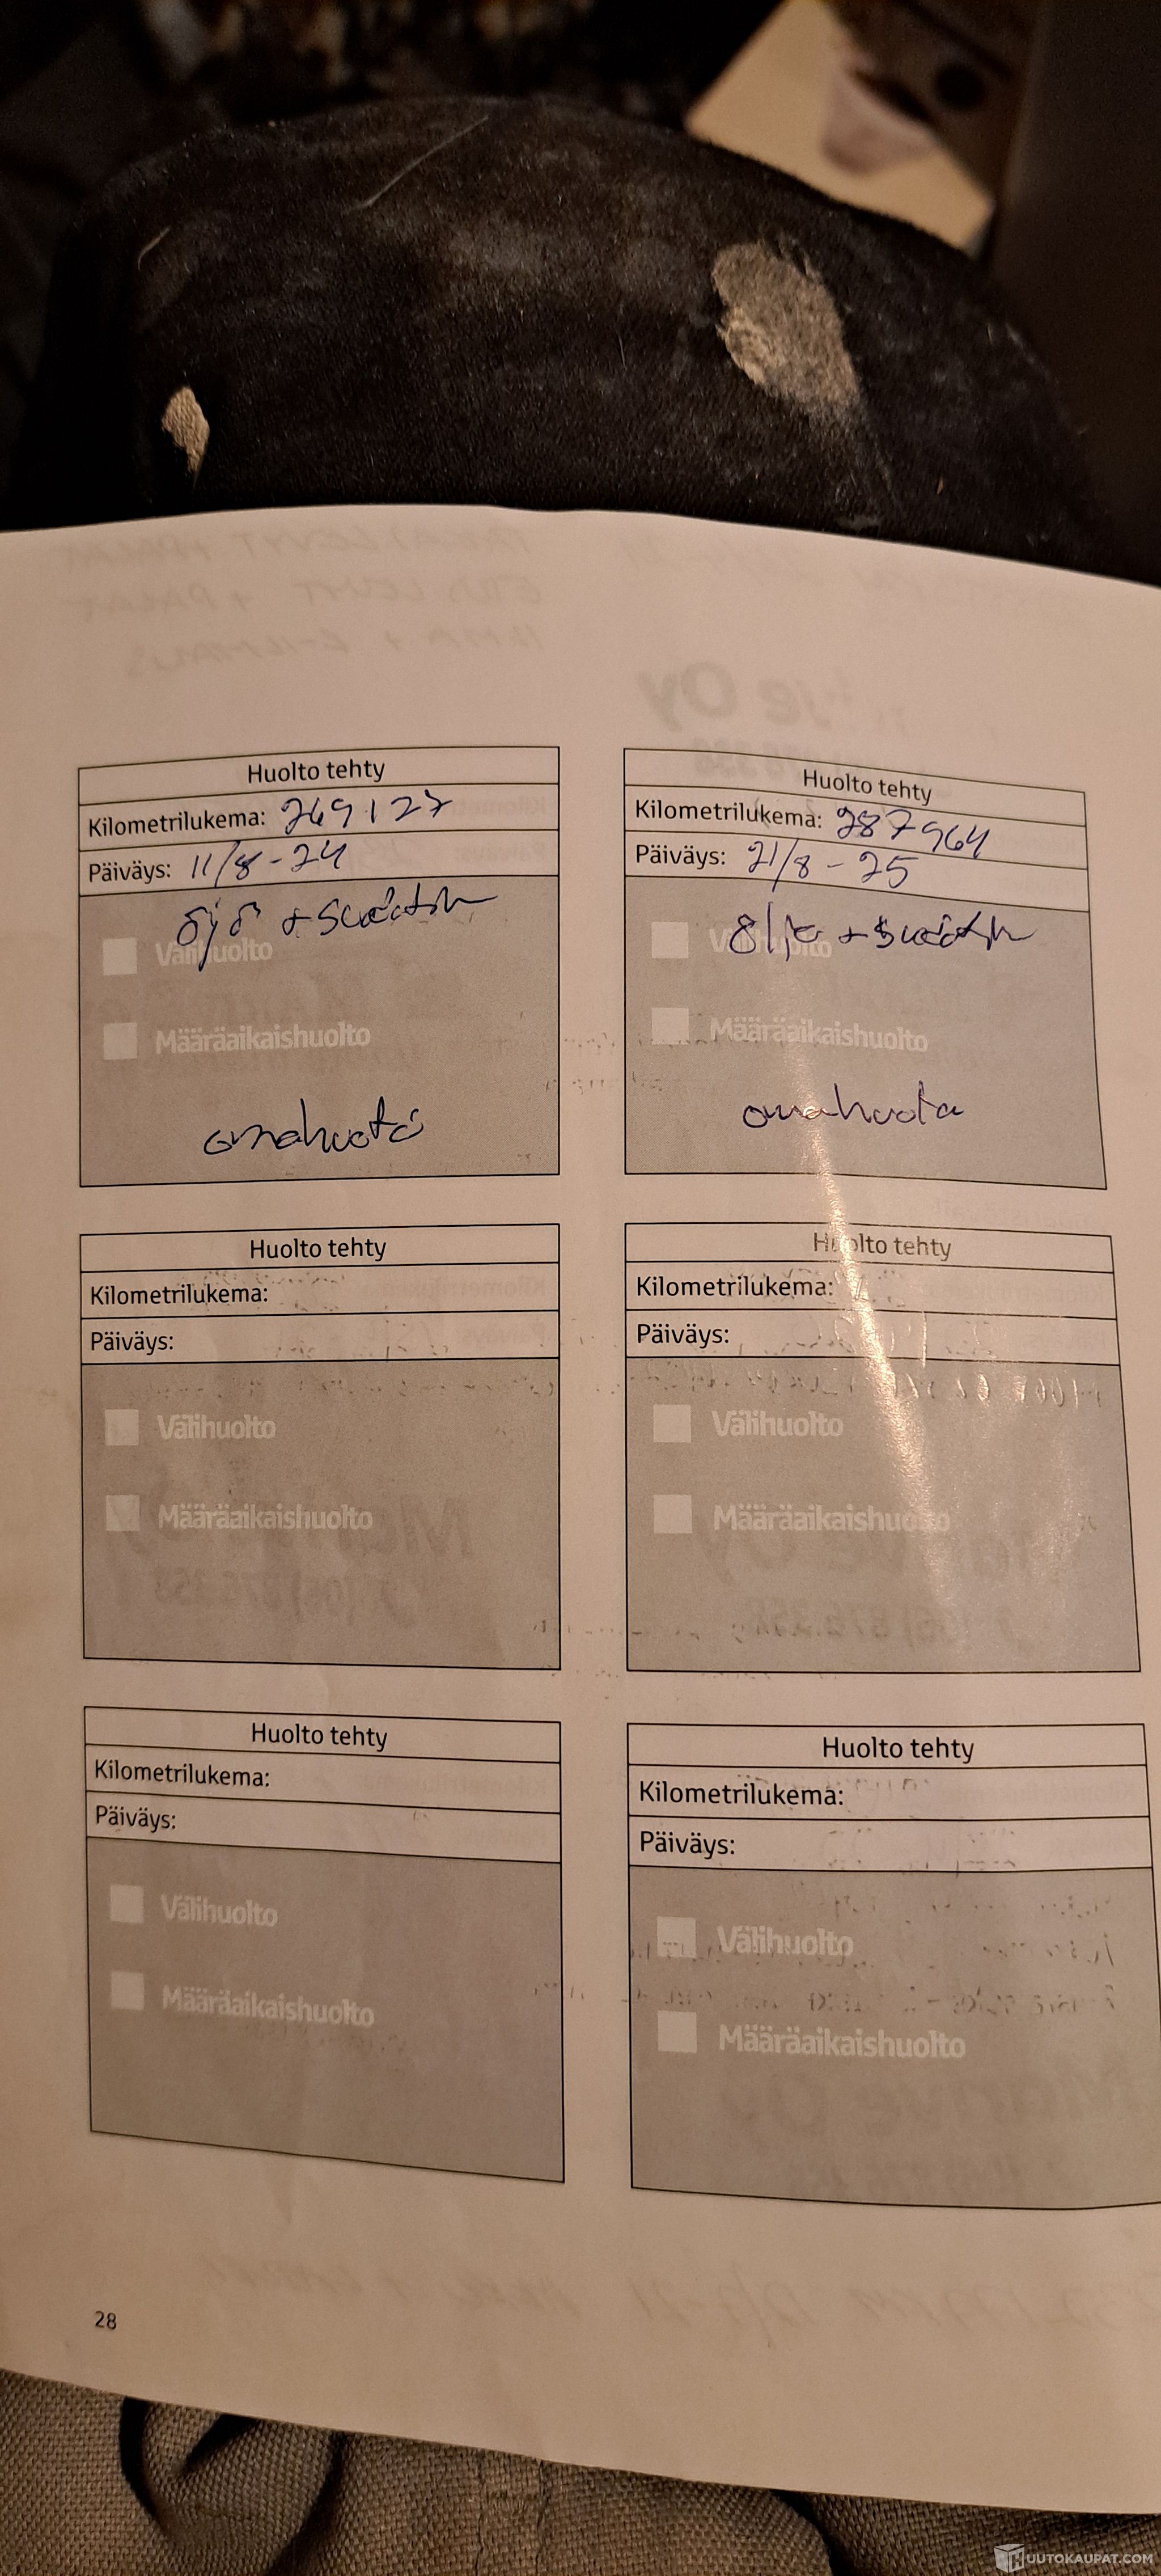 Huolto tehty
Kilometrilukema: 269127
Päiväys: 11/8-24
+ suodatin
Välihuolto
Määräaikaishuolto
omahuolto
Huolto tehty
Kilometrilukema: 287964
Päiväys: 21/8-25
+ suodatin
Välihuolto
Määräaikaishuolto
omahuolto
Huolto tehty
Kilometrilukema:
Päiväys:
Välihuolto
Määräaikaishuolto
Huolto tehty
Kilometrilukema:
Päiväys:
Välihuolto
Määräaikaishuolto
Huolto tehty
Kilometrilukema:
Päiväys:
Välihuolto
Määräaikaishuolto
Huolto tehty
Kilometrilukema:
Päiväys:
Välihuolto
Määräaikaishuolto
28
HUUTOKAUPAT.COM